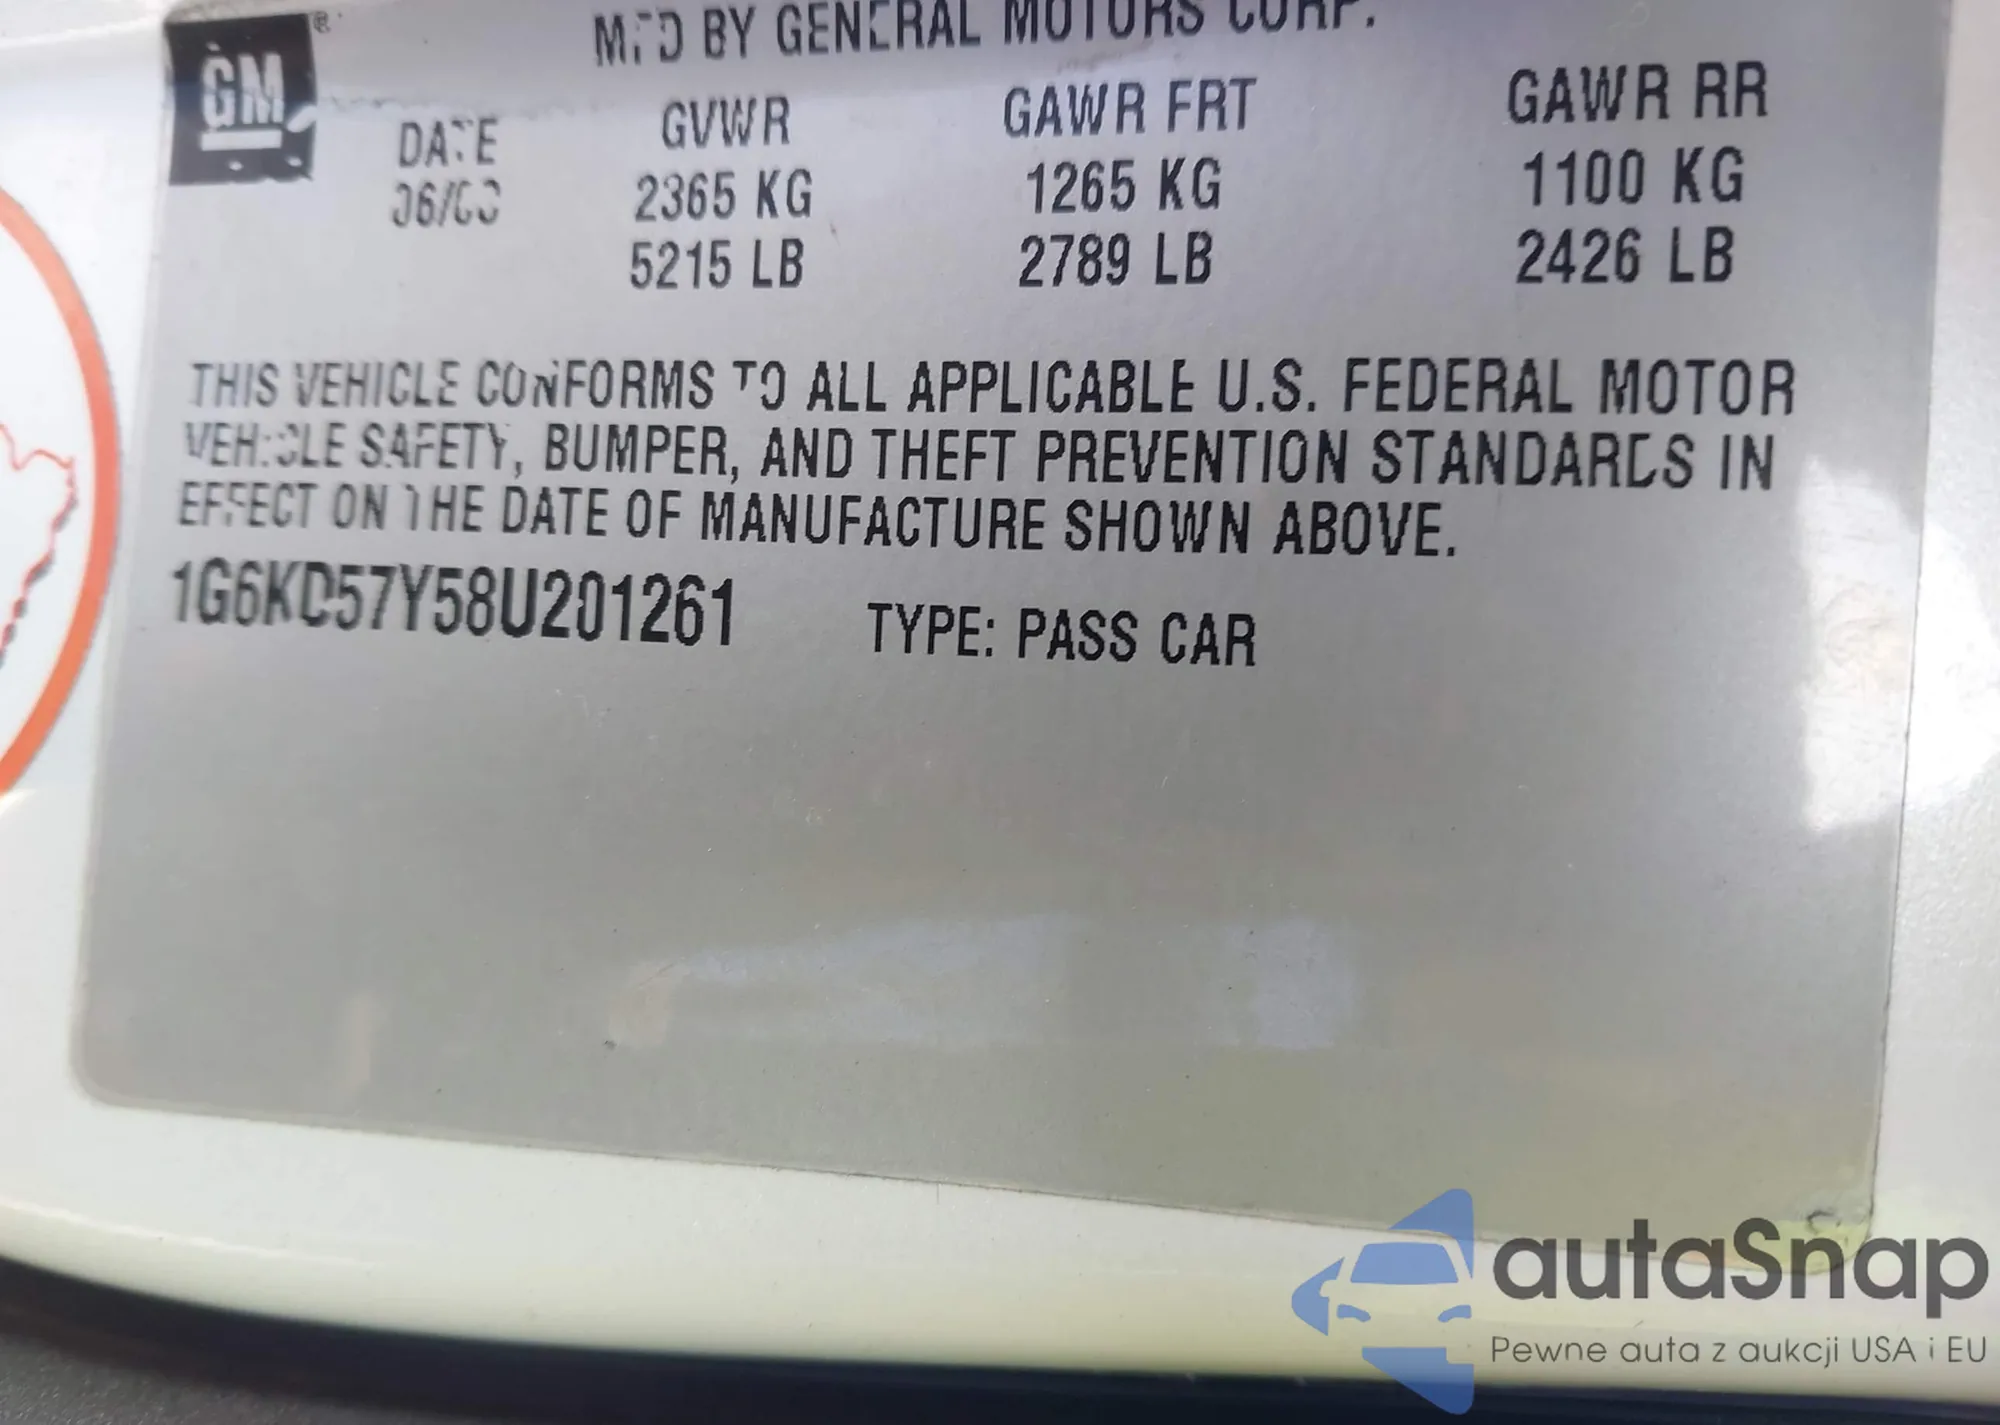 GM ®
MFD BY GENERAL MOTORS CORP.
DATE GVWR GAWR FRT GAWR RR
2365 KG 1265 KG 1100 KG
5215 LB 2789 LB 2426 LB
THIS VEHICLE CONFORMS TO ALL APPLICABLE U.S. FEDERAL MOTOR
VEHICLE SAFETY, BUMPER, AND THEFT PREVENTION STANDARDS IN
EFFECT ON THE DATE OF MANUFACTURE SHOWN ABOVE.
1G6KD57Y58U201261 TYPE: PASS CAR
autaSnap
Pewne auta z aukcji USA i EU